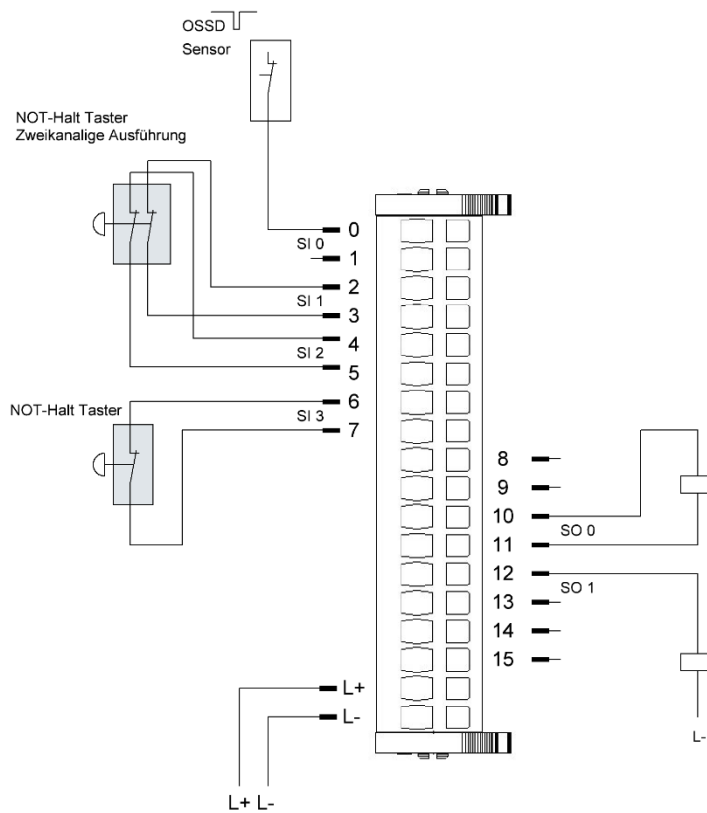 OSSD
Sensor
NOT-Halt Taster
Zweikanalige Ausführung
0
SI 0
1
2
SI 1
3
4
SI 2
5
NOT-Halt Taster
6
SI 3
7
8
9
10
SO 0
11
12
SO 1
13
14
15
L+
L-
L-
L+ L-